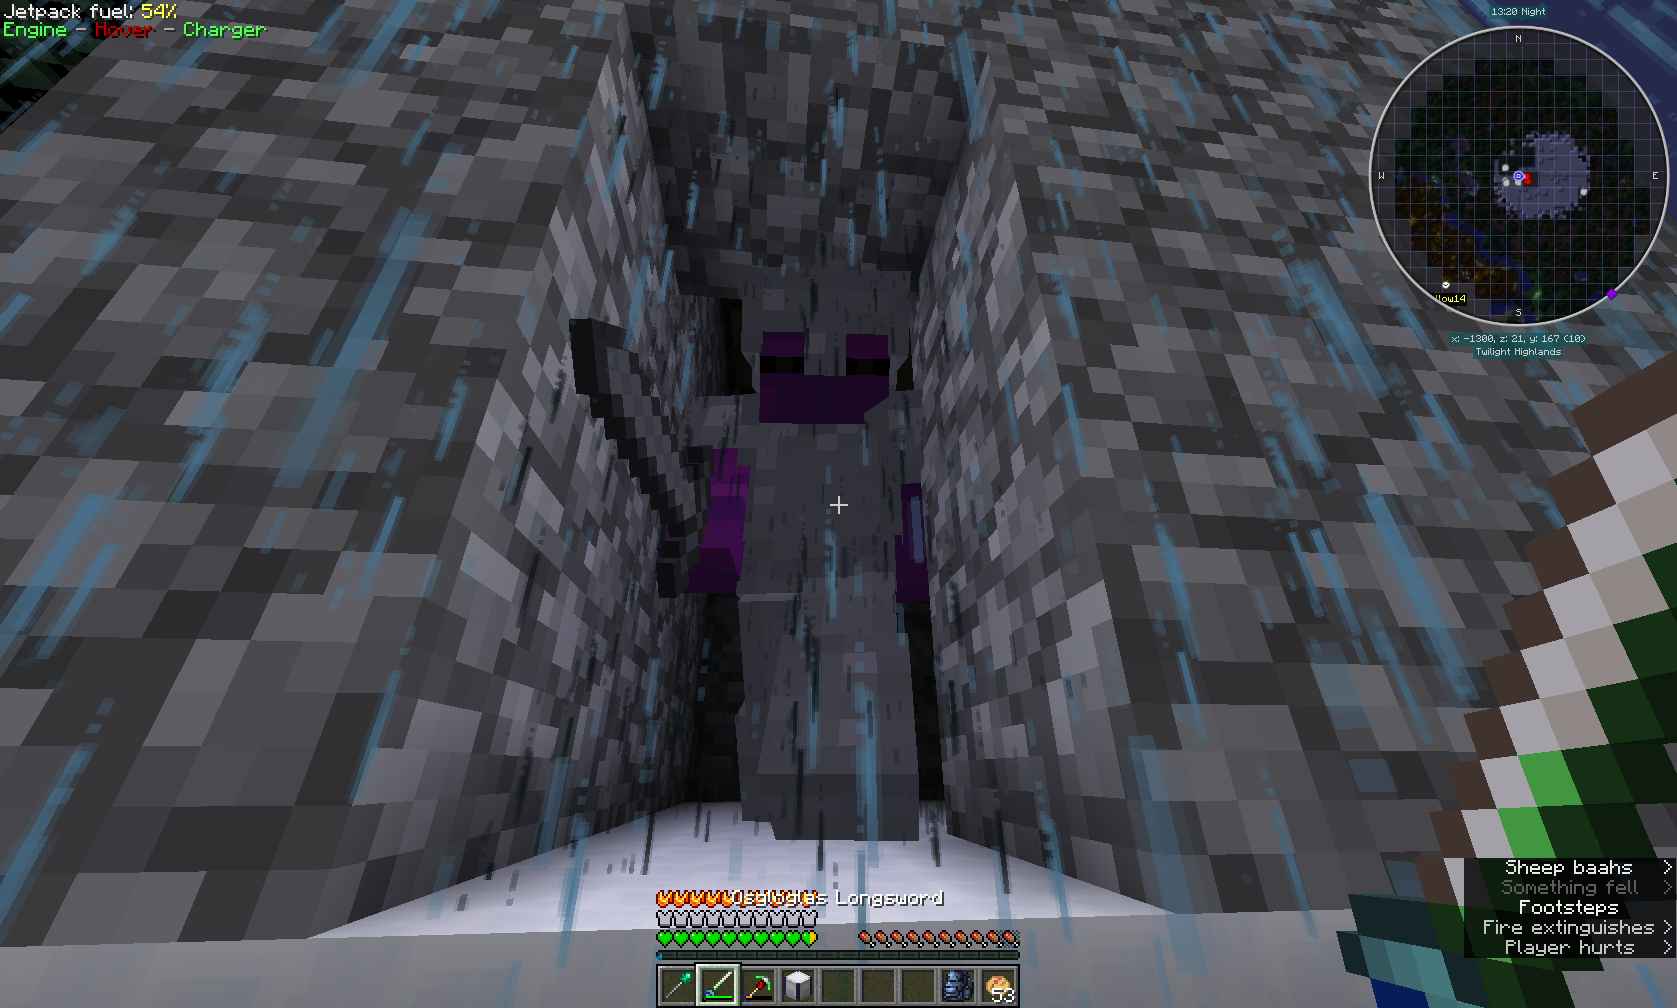 Jetpack fuel: 54%
Engine - Hover - Charger
13:20 Night
N
W
E
S
x: -1300, z: 21, y: 167 (10)
Twilight Highlands
Sheep baahs >
Something fell >
Footsteps
Fire extinguishes >
Player hurts >
Longsword
53